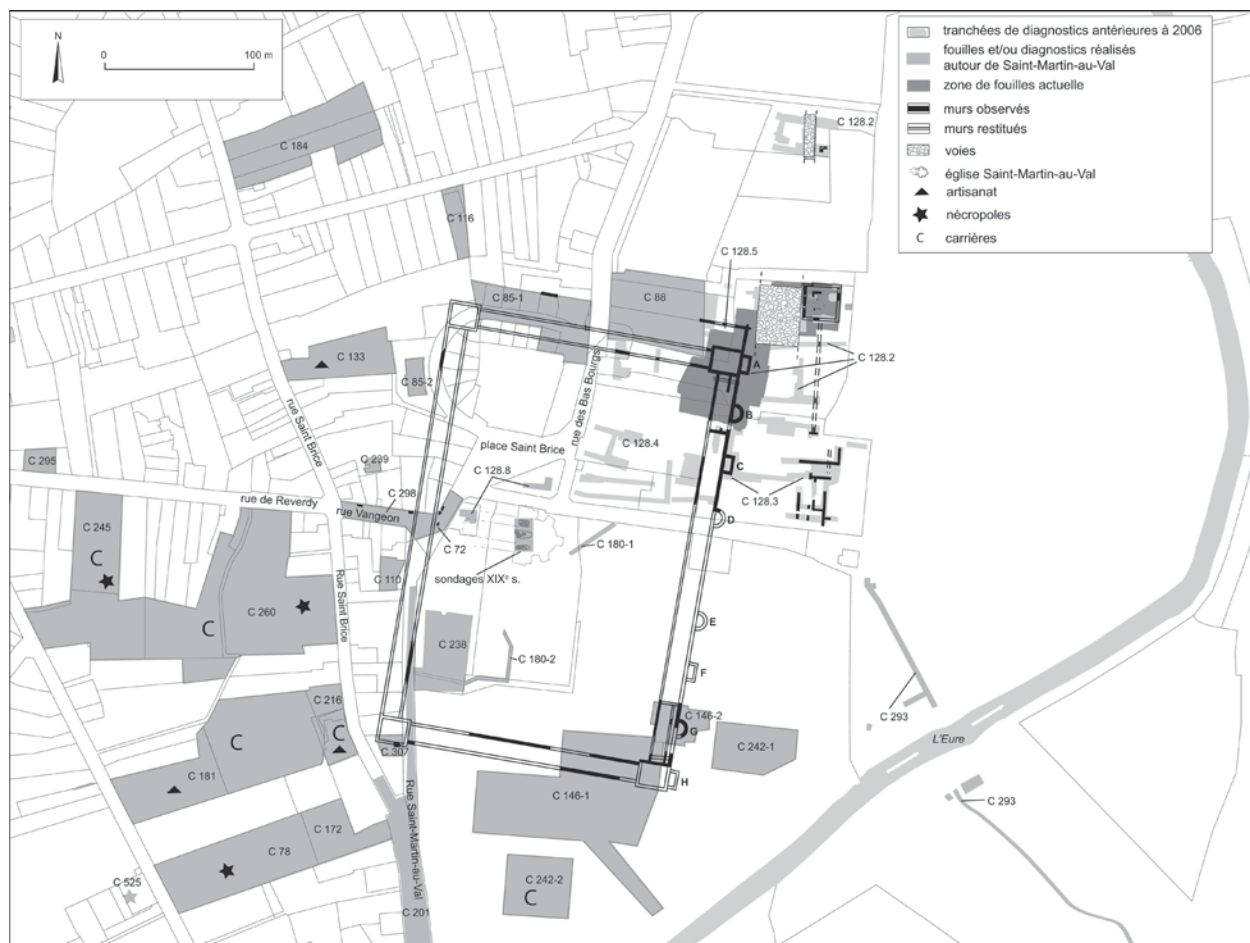 N
0 100 m
tranchées de diagnostics antérieures à 2006
fouilles et/ou diagnostics réalisés
autour de Saint-Martin-au-Val
zone de fouilles actuelle
murs observés
murs restitués
voies
église Saint-Martin-au-Val
artisanat
nécropoles
C carrières
C 128.2
C 184
C 116
C 128.5
C 85-1
C 88
C 128.2
A
C 133
C 85-2
rue des Bas Bourgs
B
rue Saint Brice
place Saint Brice
C 128.4
C
C 295
C 239
C 128.8
C 128.3
rue de Reverdy
C 298
rue Vangeon
D
C 245
C
C 72
C 180-1
sondages XIXᵉ s.
C 110
Rue Saint Brice
C 260
C
E
C 238
C 180-2
F
C 216
C
C
C 146-2
G
C 293
C 242-1
L'Eure
C 307
C 181
H
C 146-1
C 293
Rue Saint-Martin-au-Val
C 172
C 78
C 525
C 242-2
C
C 201